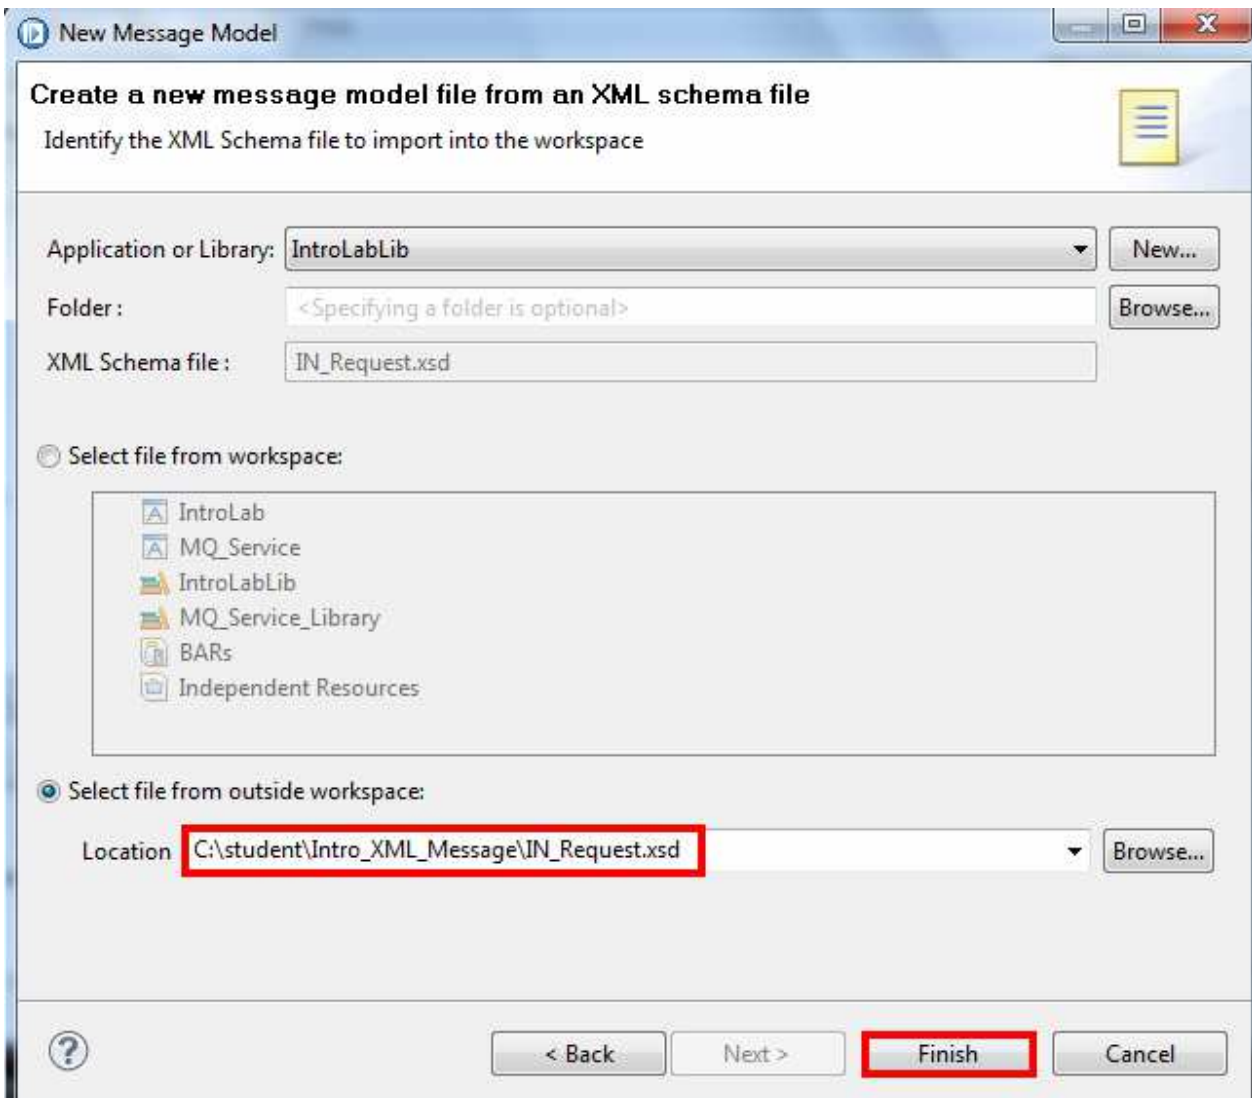 New Message Model
Create a new message model file from an XML schema file
Identify the XML Schema file to import into the workspace
Application or Library: IntroLabLib New...
Folder : <Specifying a folder is optional> Browse...
XML Schema file : IN_Request.xsd
Select file from workspace:
IntroLab
MQ_Service
IntroLabLib
MQ_Service_Library
BARs
Independent Resources
Select file from outside workspace:
Location C:\student\Intro_XML_Message\IN_Request.xsd Browse...
? < Back Next > Finish Cancel